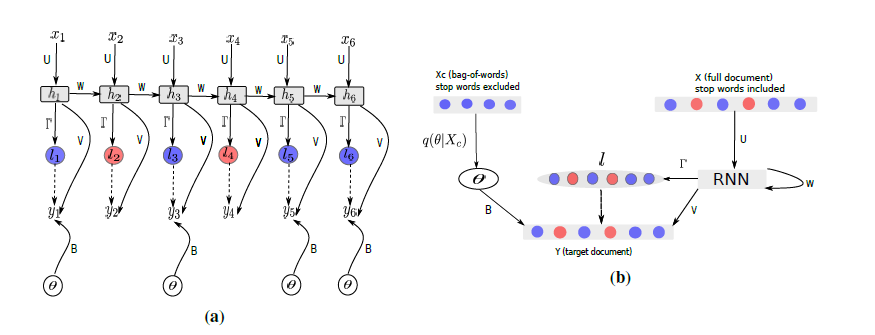 x₁ x₂ x₃ x₄ x₅ x₆
U U U U U U
h₁ W h₂ W h₃ W h₄ W h₅ W h₆
Γ V Γ V Γ V Γ V Γ V Γ V
l₁ l₂ l₃ l₄ l₅ l₆
y₁ y₂ y₃ y₄ y₅ y₆
B B B B
θ θ θ θ
(a)
Xc (bag-of-words)
stop words excluded
X (full document)
stop words included
q(θ|X_c)
U
l
Γ
θ
RNN
W
B
V
Y (target document)
(b)